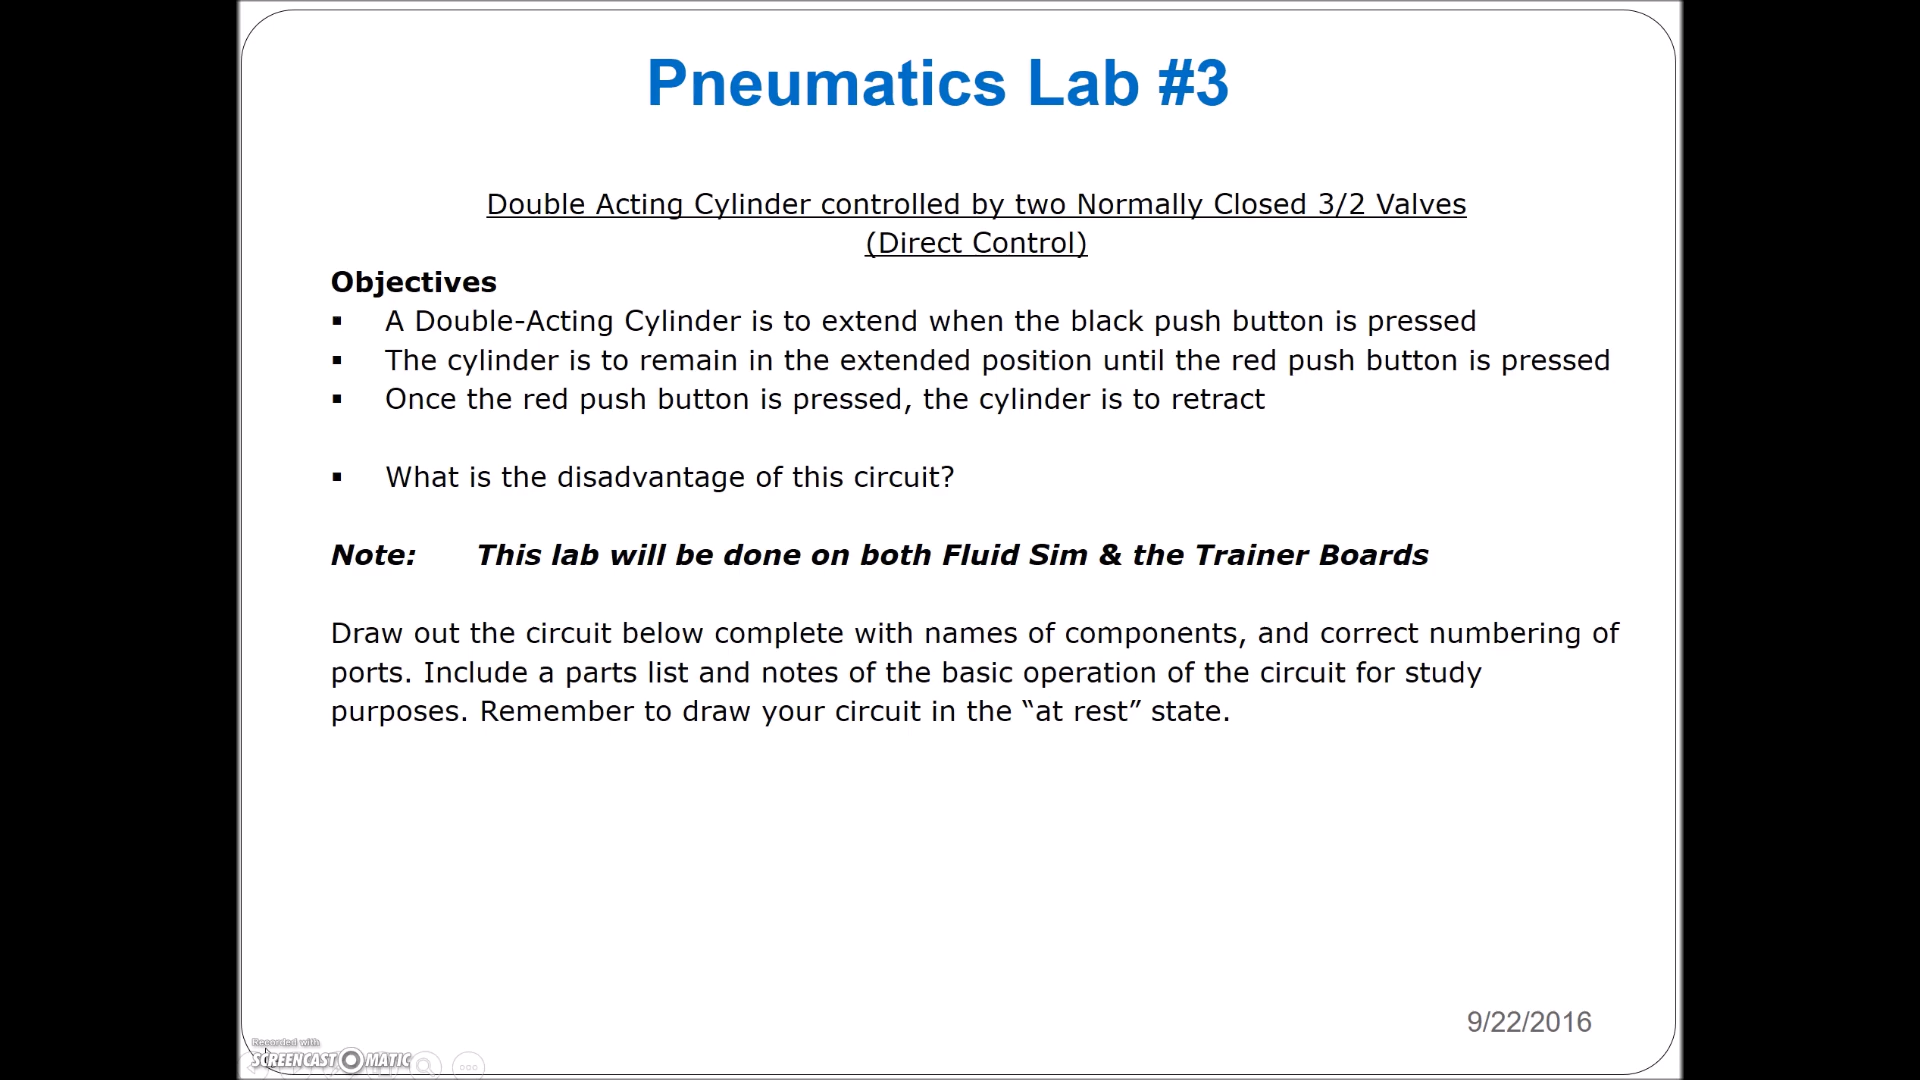 Pneumatics Lab #3
Double Acting Cylinder controlled by two Normally Closed 3/2 Valves
(Direct Control)
Objectives
▪ A Double-Acting Cylinder is to extend when the black push button is pressed
▪ The cylinder is to remain in the extended position until the red push button is pressed
▪ Once the red push button is pressed, the cylinder is to retract
▪ What is the disadvantage of this circuit?
Note: This lab will be done on both Fluid Sim & the Trainer Boards
Draw out the circuit below complete with names of components, and correct numbering of
ports. Include a parts list and notes of the basic operation of the circuit for study
purposes. Remember to draw your circuit in the “at rest” state.
9/22/2016
Recorded with
SCREENCAST MATIC